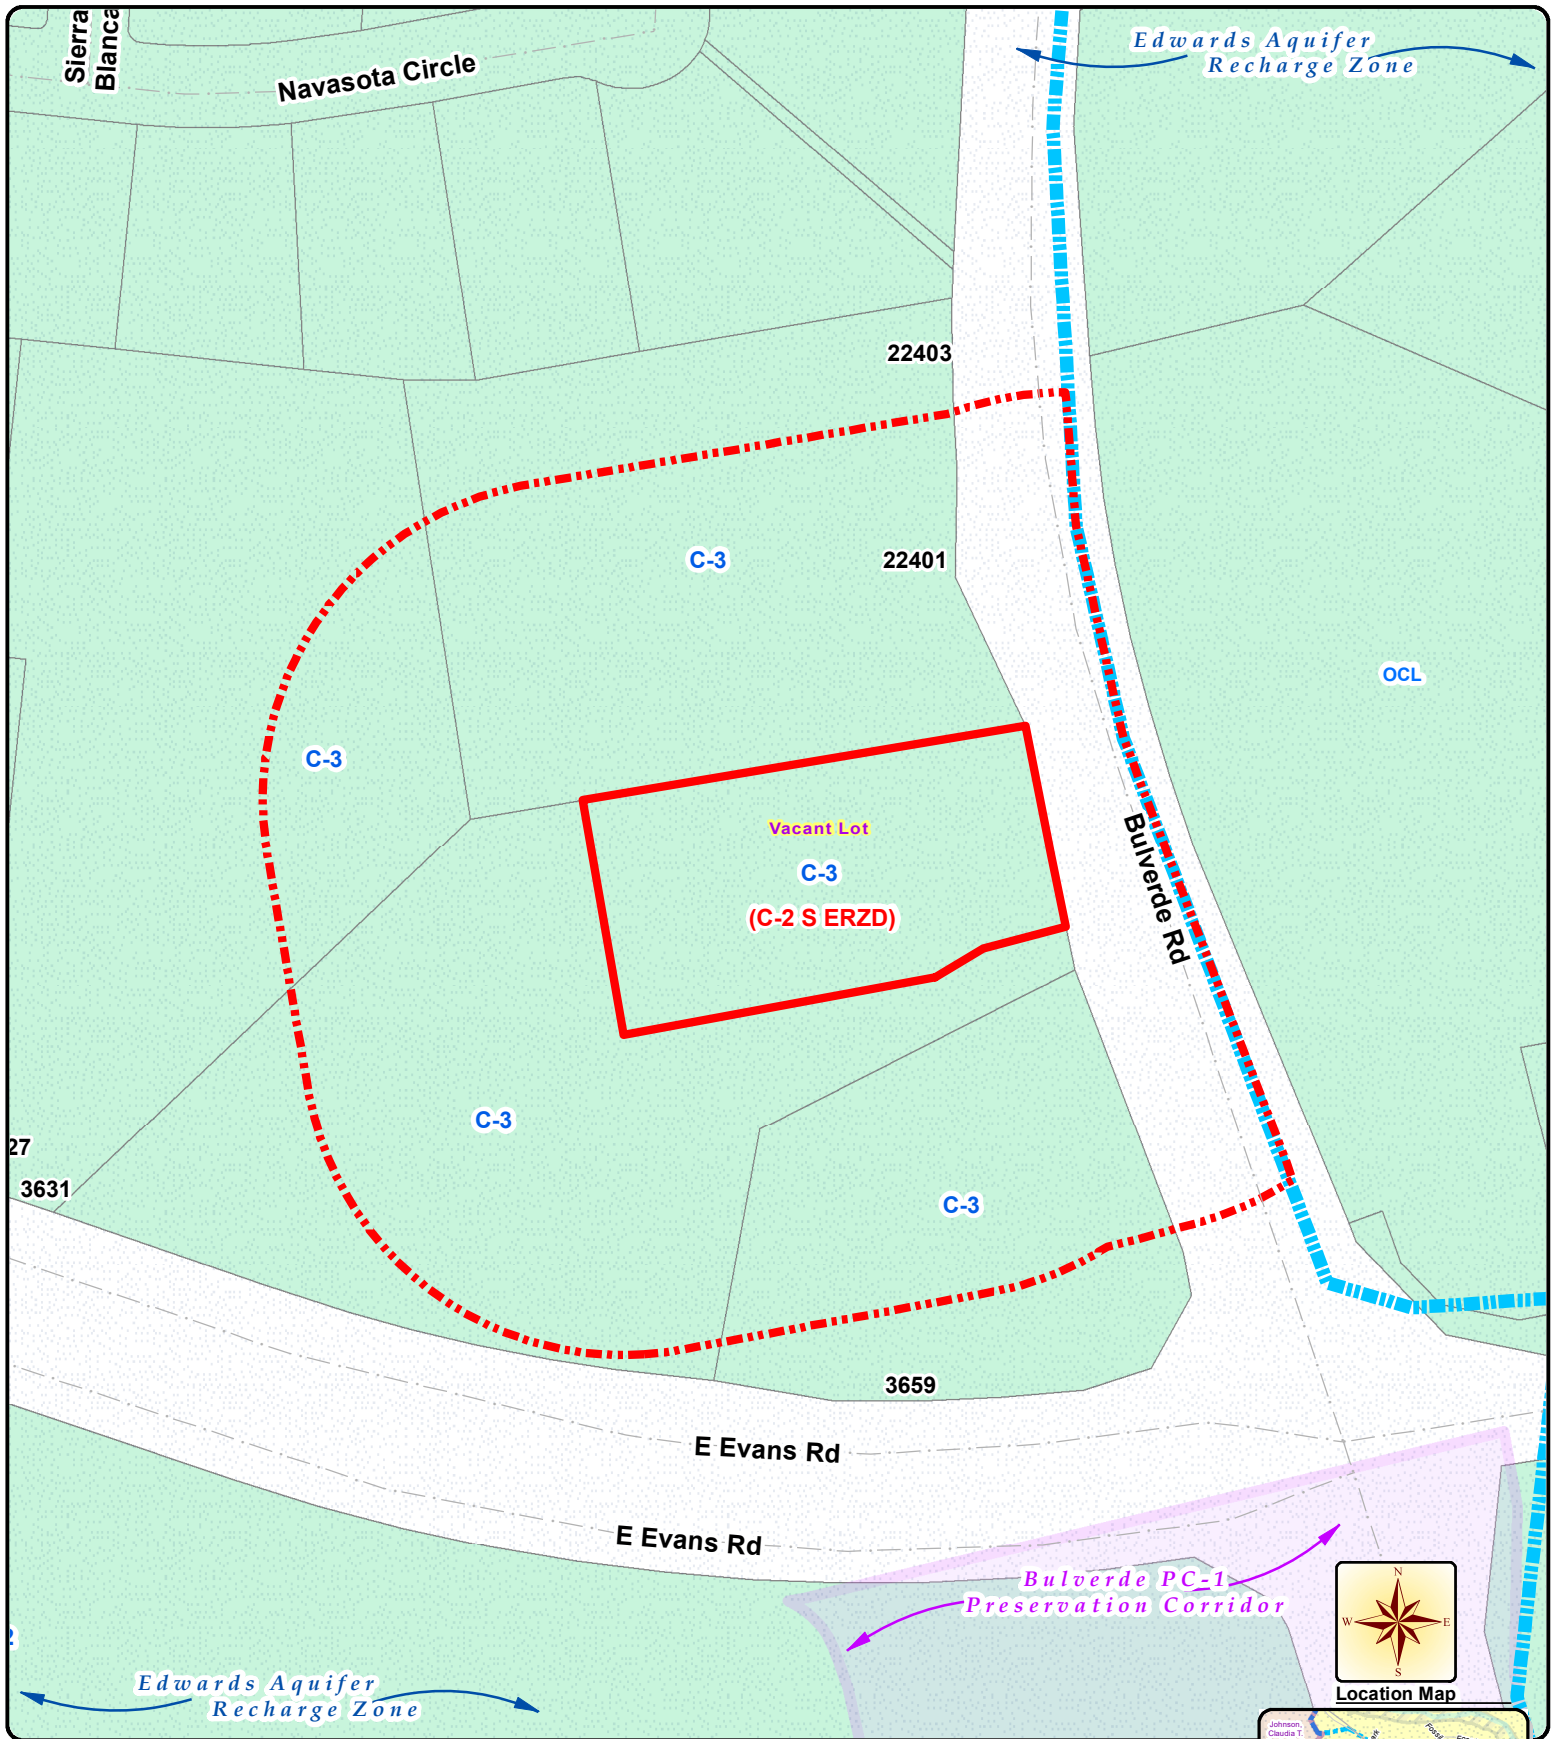 Sierra
Blanca
Navasota Circle
Edwards Aquifer
Recharge Zone
22403
C-3
22401
OCL
C-3
Vacant Lot
C-3
(C-2 S ERZD)
Bulverde Rd
C-3
27
3631
C-3
3659
E Evans Rd
E Evans Rd
Bulverde PC-1
Preservation Corridor
N
W E
S
Edwards Aquifer
Recharge Zone
Location Map
Johnson,
Claudia T.